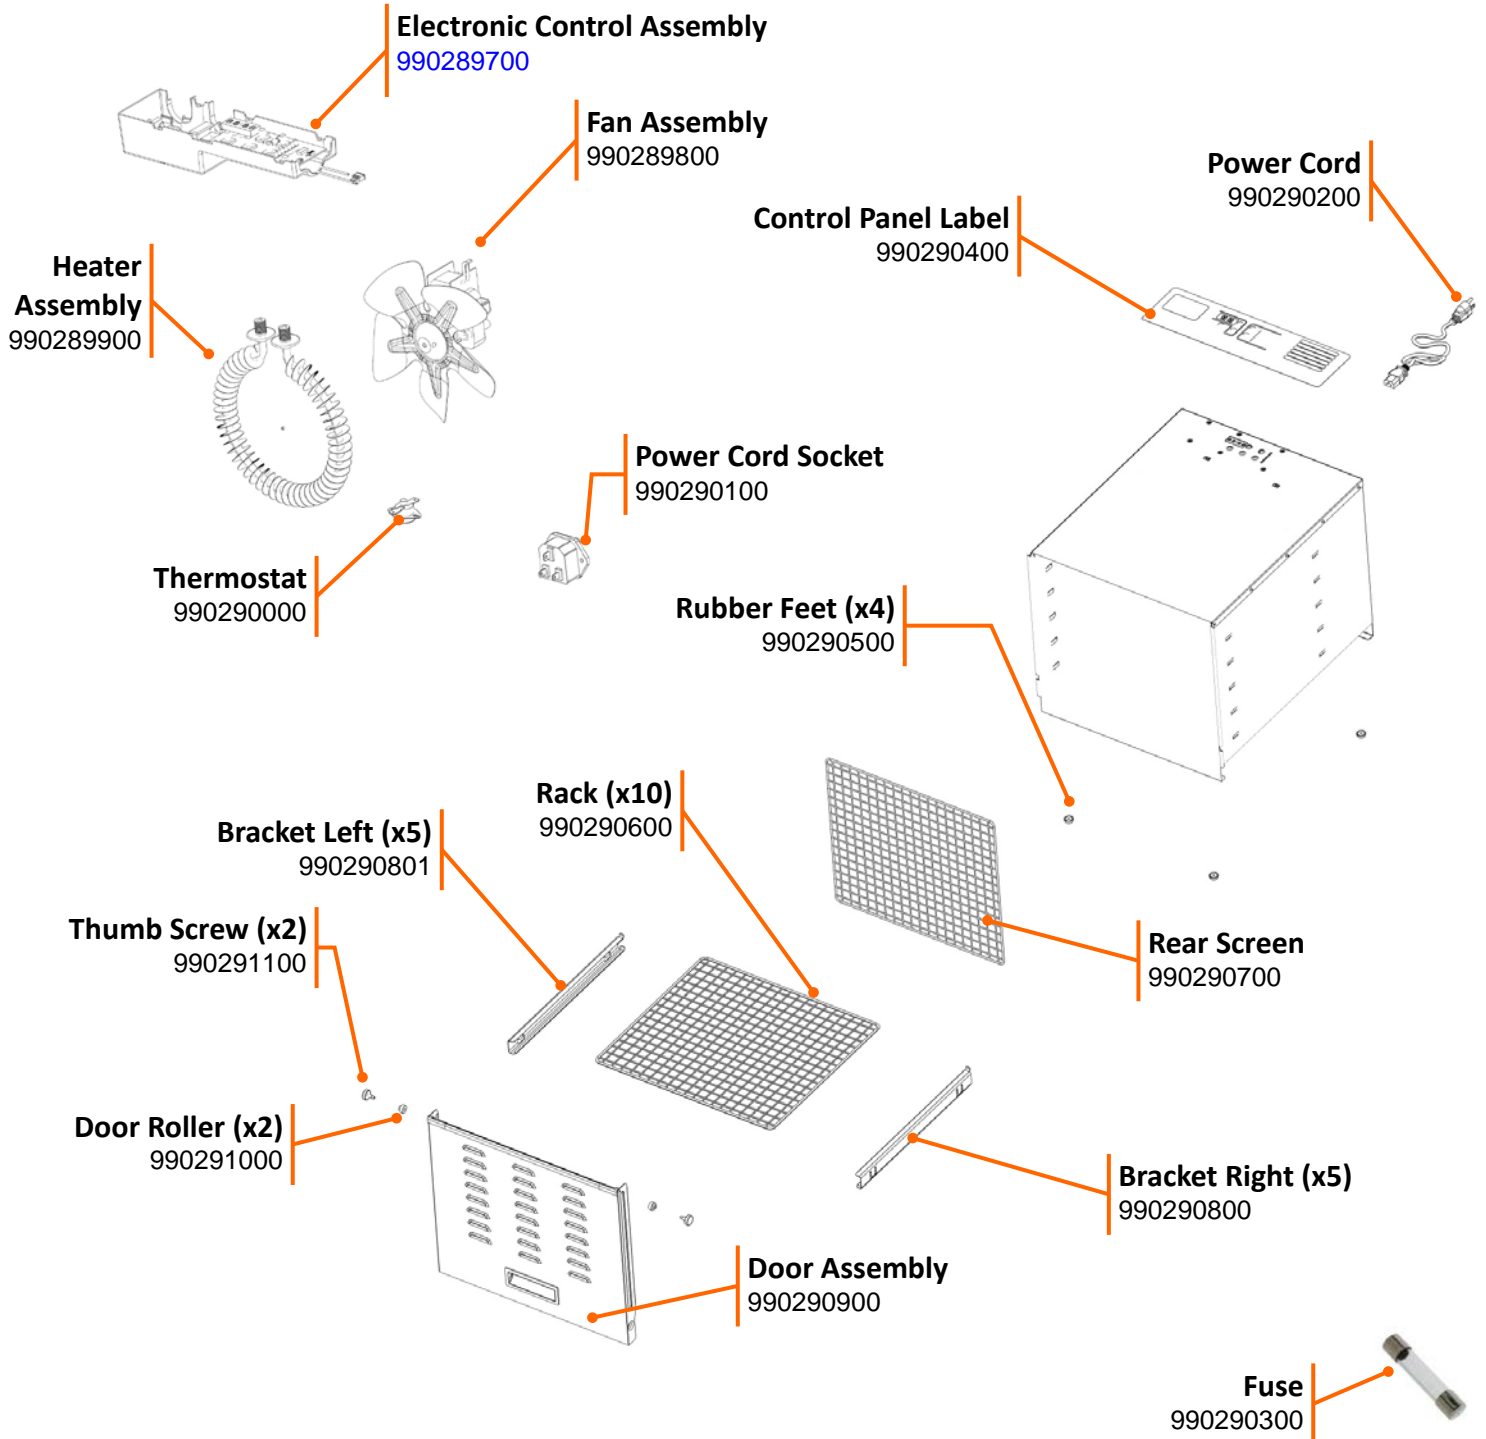 Electronic Control Assembly
990289700
Fan Assembly
990289800
Power Cord
990290200
Control Panel Label
990290400
Heater
Assembly
990289900
Power Cord Socket
990290100
Thermostat
990290000
Rubber Feet (x4)
990290500
Rack (x10)
990290600
Bracket Left (x5)
990290801
Thumb Screw (x2)
990291100
Rear Screen
990290700
Door Roller (x2)
990291000
Bracket Right (x5)
990290800
Door Assembly
990290900
Fuse
990290300